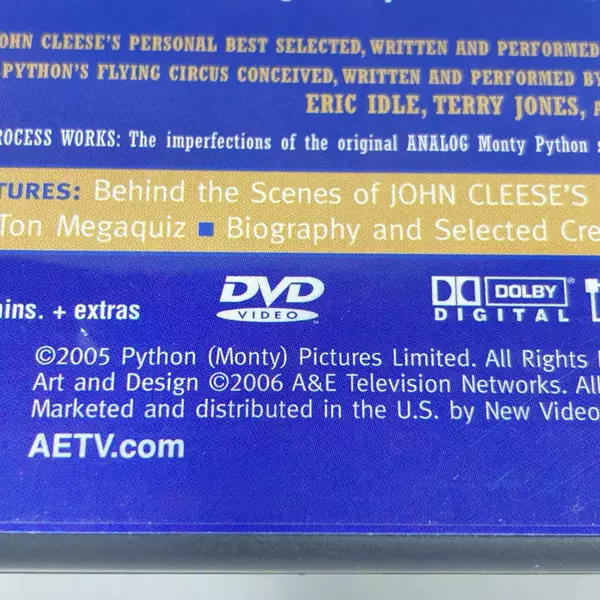 OHN CLEESE'S PERSONAL BEST SELECTED, WRITTEN AND PERFORMED
PYTHON'S FLYING CIRCUS CONCEIVED, WRITTEN AND PERFORMED BY
ERIC IDLE, TERRY JONES, A
ROCESS WORKS: The imperfections of the original ANALOG Monty Python s
TURES: Behind the Scenes of JOHN CLEESE'S
Ton Megaquiz ■ Biography and Selected Cre
ins. + extras
DVD
VIDEO
DOLBY
DIGITAL
©2005 Python (Monty) Pictures Limited. All Rights
Art and Design ©2006 A&E Television Networks. All
Marketed and distributed in the U.S. by New Video
AETV.com